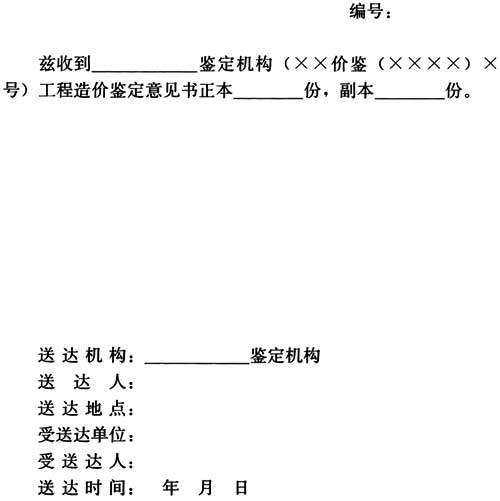 编号：
兹收到____________鉴定机构（××价鉴（××××）×
号）工程造价鉴定意见书正本________份，副本________份。
送达机构：____________鉴定机构
送达人：
送达地点：
受送达单位：
受送达人：
送达时间： 年 月 日